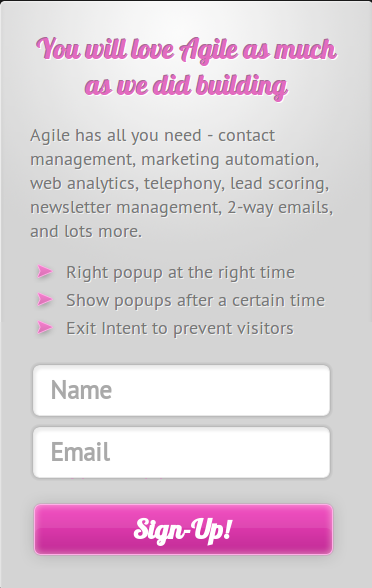 You will love Agile as much
as we did building
Agile has all you need - contact
management, marketing automation,
web analytics, telephony, lead scoring,
newsletter management, 2-way emails,
and lots more.
Right popup at the right time
Show popups after a certain time
Exit Intent to prevent visitors
Name
Email
Sign-Up!